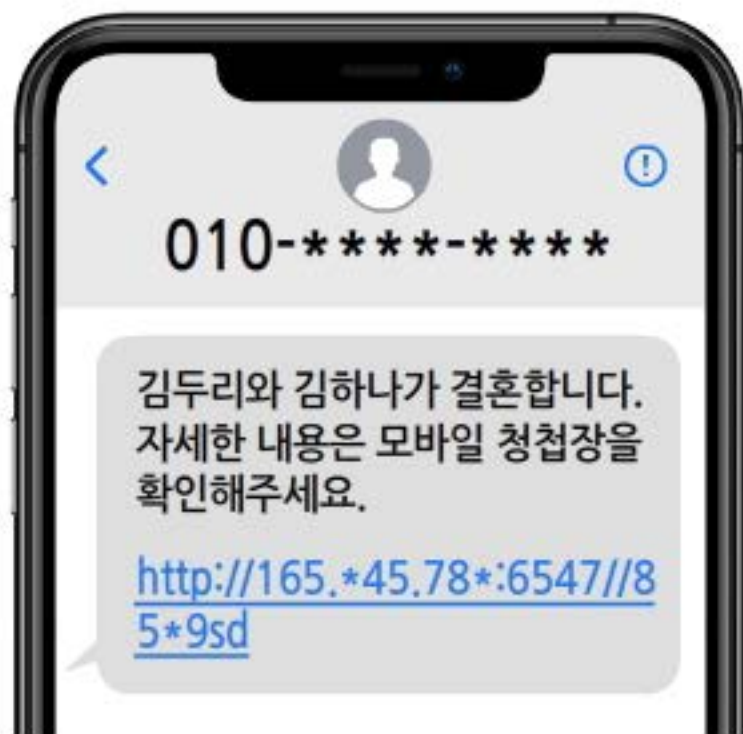 010-****-****
김두리와 김하나가 결혼합니다.
자세한 내용은 모바일 청첩장을
확인해주세요.
http://165.*45.78*:6547//8
5*9sd